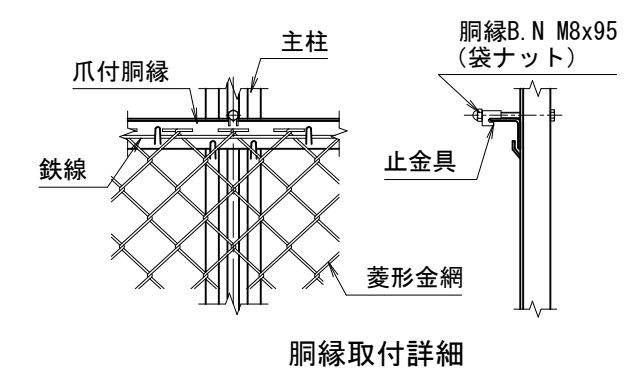 主柱
爪付胴縁
鉄線
菱形金網
胴縁B.N M8x95
(袋ナット)
止金具
胴縁取付詳細